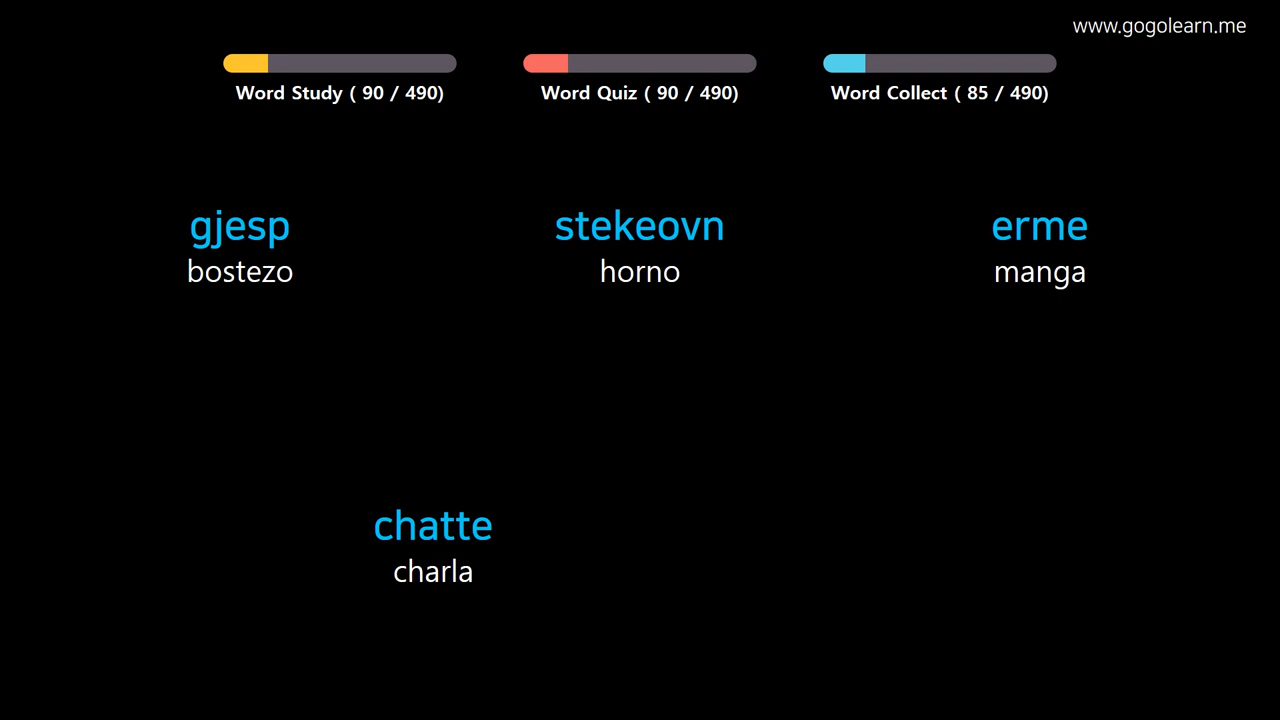 www.gogolearn.me
Word Study ( 90 / 490)
Word Quiz ( 90 / 490)
Word Collect ( 85 / 490)
gjesp
bostezo
stekeovn
horno
erme
manga
chatte
charla